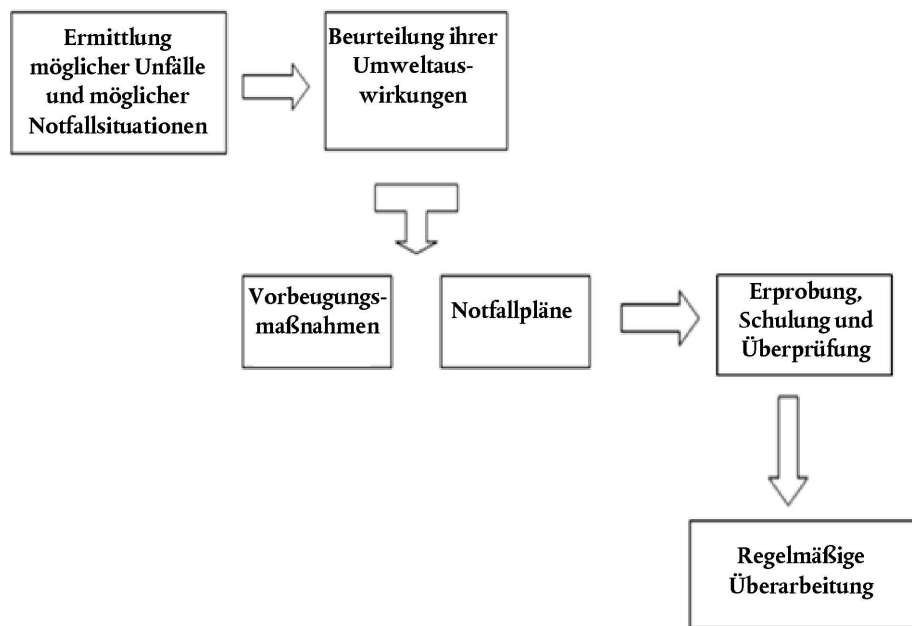 Ermittlung
möglicher Unfälle
und möglicher
Notfallsituationen
Beurteilung ihrer
Umweltaus-
wirkungen
Vorbeugungs-
maßnahmen
Notfallpläne
Erprobung,
Schulung und
Überprüfung
Regelmäßige
Überarbeitung